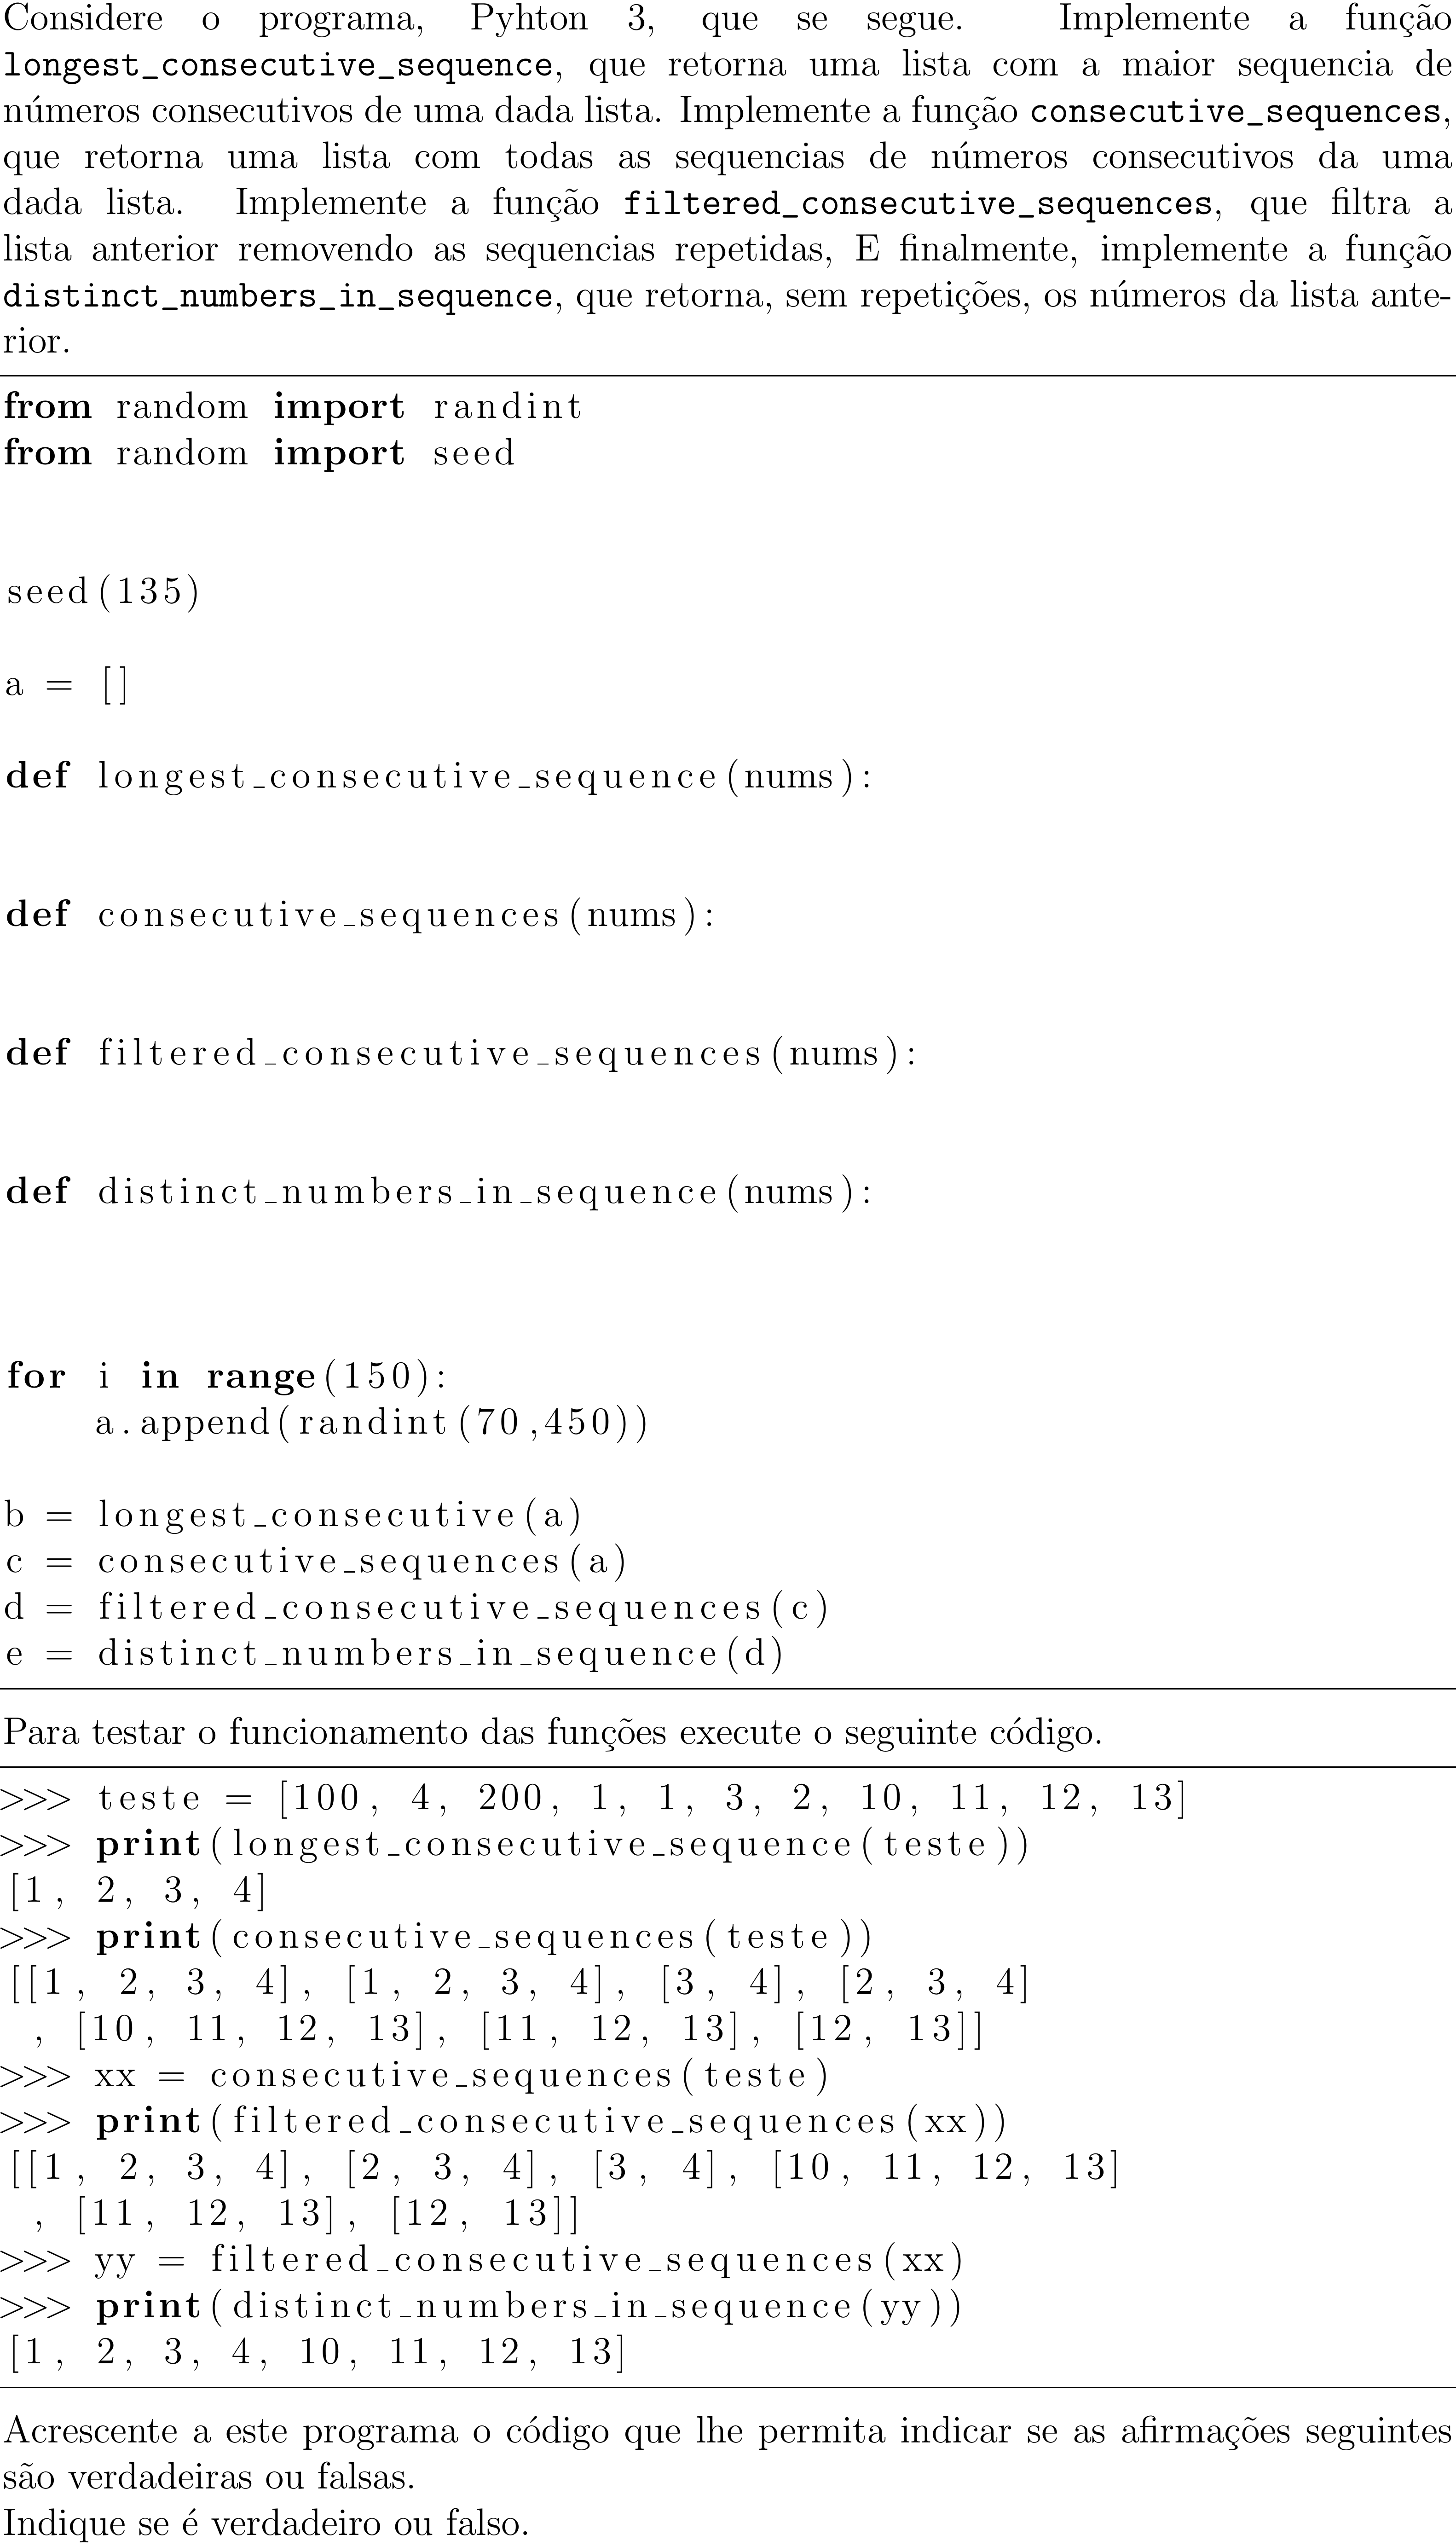 Considere o programa, Pyhton 3, que se segue. Implemente a função
longest_consecutive_sequence, que retorna uma lista com a maior sequencia de
números consecutivos de uma dada lista. Implemente a função consecutive_sequences,
que retorna uma lista com todas as sequencias de números consecutivos da uma
dada lista. Implemente a função filtered_consecutive_sequences, que filtra a
lista anterior removendo as sequencias repetidas, E finalmente, implemente a função
distinct_numbers_in_sequence, que retorna, sem repetições, os números da lista ante-
rior.
from random import randint
from random import seed
seed(135)
a = []
def longest_consecutive_sequence(nums):
def consecutive_sequences(nums):
def filtered_consecutive_sequences(nums):
def distinct_numbers_in_sequence(nums):
for i in range(150):
    a.append(randint(70,450))
b = longest_consecutive(a)
c = consecutive_sequences(a)
d = filtered_consecutive_sequences(c)
e = distinct_numbers_in_sequence(d)
Para testar o funcionamento das funções execute o seguinte código.
>>> teste = [100, 4, 200, 1, 1, 3, 2, 10, 11, 12, 13]
>>> print(longest_consecutive_sequence(teste))
[1, 2, 3, 4]
>>> print(consecutive_sequences(teste))
[[1, 2, 3, 4], [1, 2, 3, 4], [3, 4], [2, 3, 4]
, [10, 11, 12, 13], [11, 12, 13], [12, 13]]
>>> xx = consecutive_sequences(teste)
>>> print(filtered_consecutive_sequences(xx))
[[1, 2, 3, 4], [2, 3, 4], [3, 4], [10, 11, 12, 13]
, [11, 12, 13], [12, 13]]
>>> yy = filtered_consecutive_sequences(xx)
>>> print(distinct_numbers_in_sequence(yy))
[1, 2, 3, 4, 10, 11, 12, 13]
Acrescente a este programa o código que lhe permita indicar se as afirmações seguintes
são verdadeiras ou falsas.
Indique se é verdadeiro ou falso.